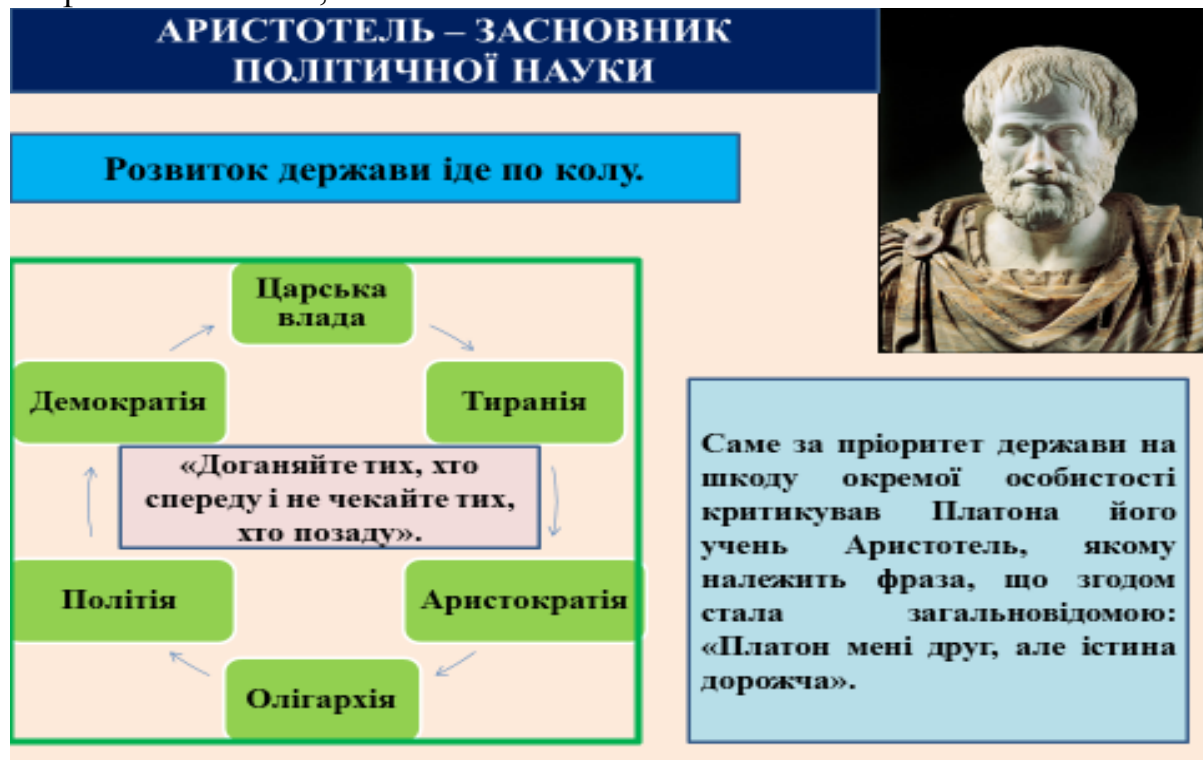 АРИСТОТЕЛЬ – ЗАСНОВНИК
ПОЛІТИЧНОЇ НАУКИ
Розвиток держави іде по колу.
Царська
влада
Демократія
Тиранія
«Доганяйте тих, хто
спереду і не чекайте тих,
хто позаду».
Політія
Аристократія
Олігархія
Саме за пріоритет держави на
шкоду окремої особистості
критикував Платона його
учень Аристотель, якому
належить фраза, що згодом
стала загальновідомою:
«Платон мені друг, але істина
дорожча».